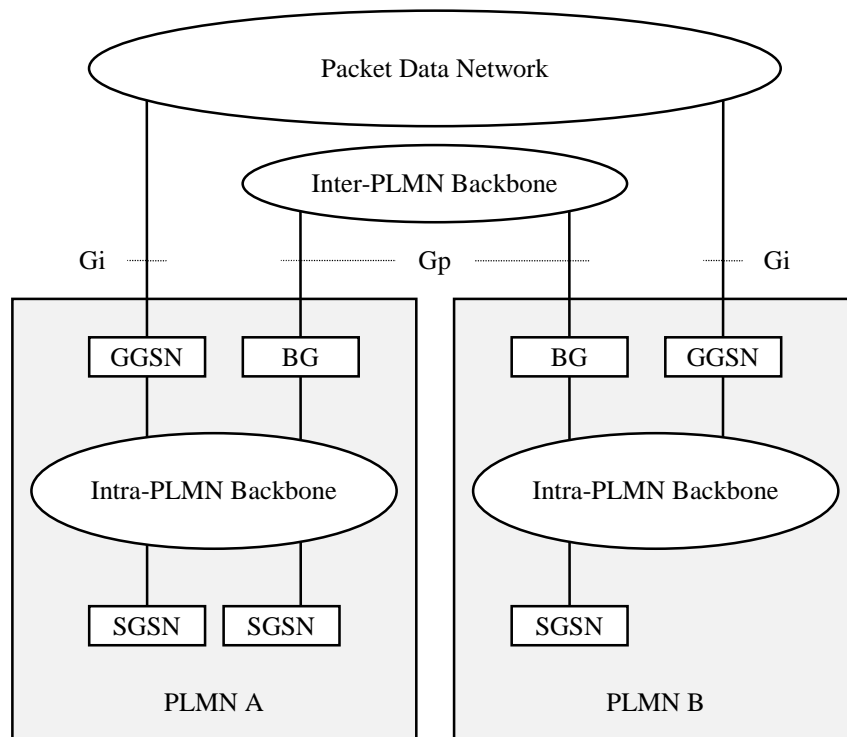 Packet Data Network
Inter-PLMN Backbone
Gi Gp Gi
GGSN BG BG GGSN
Intra-PLMN Backbone Intra-PLMN Backbone
SGSN SGSN SGSN
PLMN A PLMN B